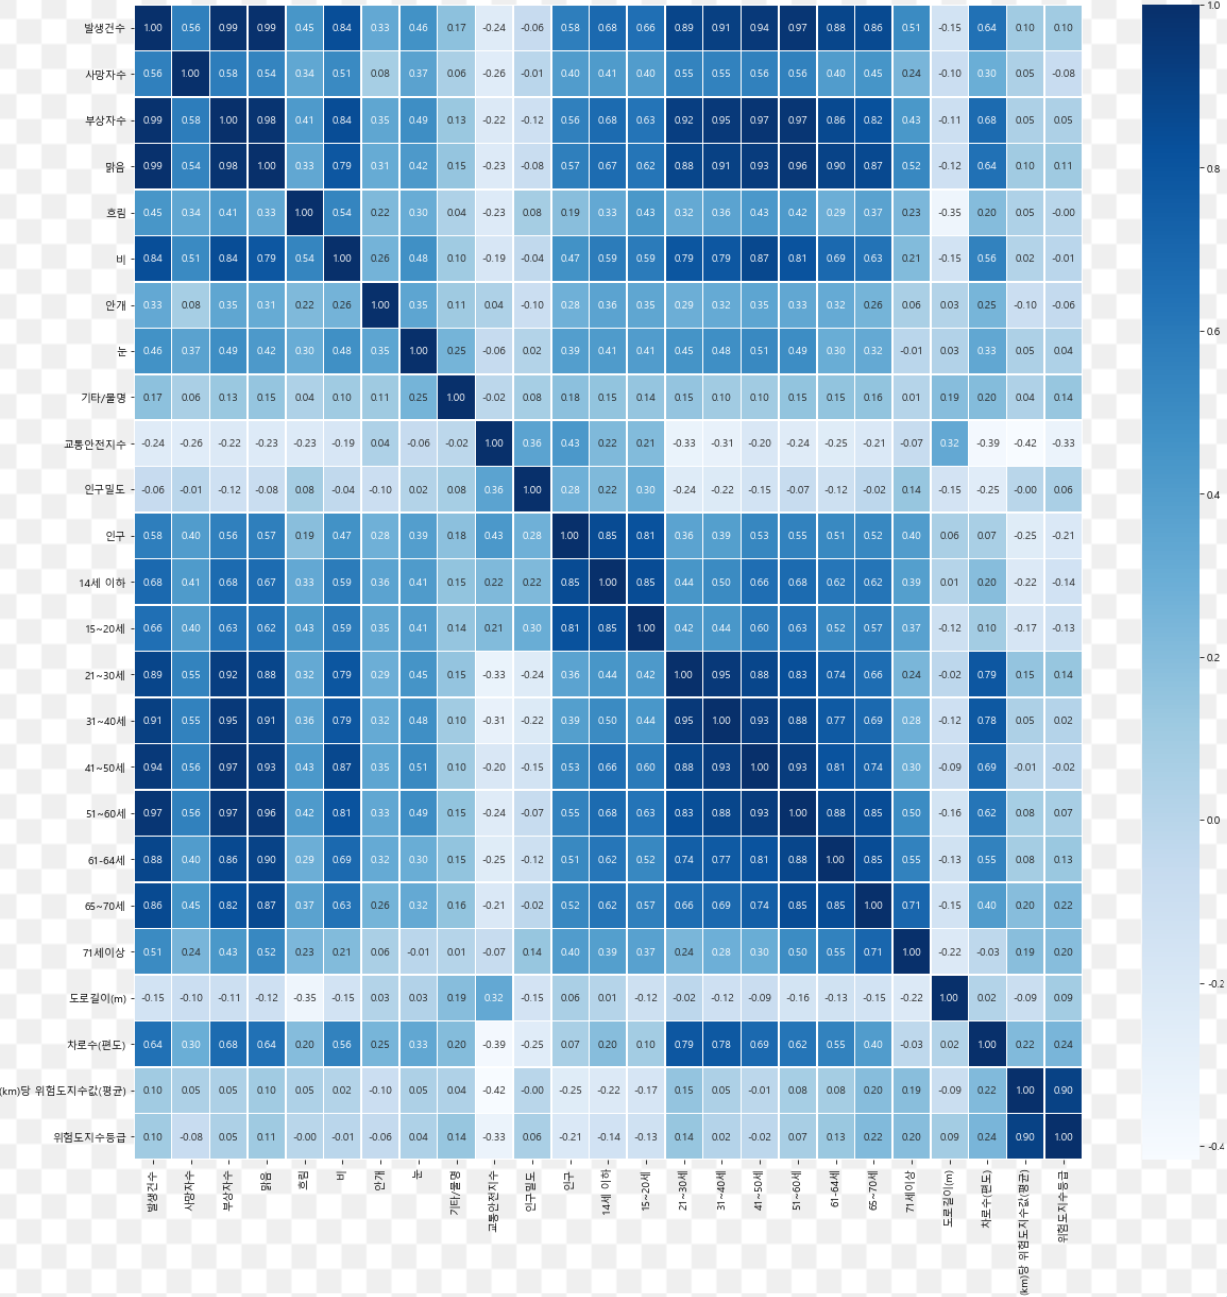 발생건수 1.00 0.56 0.99 0.99 0.45 0.84 0.33 0.46 0.17 -0.24 -0.06 0.58 0.68 0.66 0.89 0.91 0.94 0.97 0.88 0.86 0.51 -0.15 0.64 0.10 0.10
사망자수 0.56 1.00 0.58 0.54 0.34 0.51 0.08 0.37 0.06 -0.26 -0.01 0.40 0.41 0.40 0.55 0.55 0.56 0.56 0.40 0.45 0.24 -0.10 0.30 0.05 -0.08
부상자수 0.99 0.58 1.00 0.98 0.41 0.84 0.35 0.49 0.13 -0.22 -0.12 0.56 0.68 0.63 0.92 0.95 0.97 0.97 0.86 0.82 0.43 -0.11 0.68 0.05 0.05
맑음 0.99 0.54 0.98 1.00 0.33 0.79 0.31 0.42 0.15 -0.23 -0.08 0.57 0.67 0.62 0.88 0.91 0.93 0.96 0.90 0.87 0.52 -0.12 0.64 0.10 0.11
흐림 0.45 0.34 0.41 0.33 1.00 0.54 0.22 0.30 0.04 -0.23 0.08 0.19 0.33 0.43 0.32 0.36 0.43 0.42 0.29 0.37 0.23 -0.35 0.20 0.05 -0.00
비 0.84 0.51 0.84 0.79 0.54 1.00 0.26 0.48 0.10 -0.19 -0.04 0.47 0.59 0.59 0.79 0.79 0.87 0.81 0.69 0.63 0.21 -0.15 0.56 0.02 -0.01
안개 0.33 0.08 0.35 0.31 0.22 0.26 1.00 0.35 0.11 0.04 -0.10 0.28 0.36 0.35 0.29 0.32 0.35 0.33 0.32 0.26 0.06 0.03 0.25 -0.10 -0.06
눈 0.46 0.37 0.49 0.42 0.30 0.48 0.35 1.00 0.25 -0.06 0.02 0.39 0.41 0.41 0.45 0.48 0.51 0.49 0.30 0.32 -0.01 0.03 0.33 0.05 0.04
기타/불명 0.17 0.06 0.13 0.15 0.04 0.10 0.11 0.25 1.00 -0.02 0.08 0.18 0.15 0.14 0.15 0.10 0.10 0.15 0.15 0.16 0.01 0.19 0.20 0.04 0.14
교통안전지수 -0.24 -0.26 -0.22 -0.23 -0.23 -0.19 0.04 -0.06 -0.02 1.00 0.36 0.43 0.22 0.21 -0.33 -0.31 -0.20 -0.24 -0.25 -0.21 -0.07 0.32 -0.39 -0.42 -0.33
인구밀도 -0.06 -0.01 -0.12 -0.08 0.08 -0.04 -0.10 0.02 0.08 0.36 1.00 0.28 0.22 0.30 -0.24 -0.22 -0.15 -0.07 -0.12 -0.02 0.14 -0.15 -0.25 -0.00 0.06
인구 0.58 0.40 0.56 0.57 0.19 0.47 0.28 0.39 0.18 0.43 0.28 1.00 0.85 0.81 0.36 0.39 0.53 0.55 0.51 0.52 0.40 0.06 0.07 -0.25 -0.21
14세 이하 0.68 0.41 0.68 0.67 0.33 0.59 0.36 0.41 0.15 0.22 0.22 0.85 1.00 0.85 0.44 0.50 0.66 0.68 0.62 0.62 0.39 0.01 0.20 -0.22 -0.14
15~20세 0.66 0.40 0.63 0.62 0.43 0.59 0.35 0.41 0.14 0.21 0.30 0.81 0.85 1.00 0.42 0.44 0.60 0.63 0.52 0.57 0.37 -0.12 0.10 -0.17 -0.13
21~30세 0.89 0.55 0.92 0.88 0.32 0.79 0.29 0.45 0.15 -0.33 -0.24 0.36 0.44 0.42 1.00 0.95 0.88 0.83 0.74 0.66 0.24 -0.02 0.79 0.15 0.14
31~40세 0.91 0.55 0.95 0.91 0.36 0.79 0.32 0.48 0.10 -0.31 -0.22 0.39 0.50 0.44 0.95 1.00 0.93 0.88 0.77 0.69 0.28 -0.12 0.78 0.05 0.02
41~50세 0.94 0.56 0.97 0.93 0.43 0.87 0.35 0.51 0.10 -0.20 -0.15 0.53 0.66 0.60 0.88 0.93 1.00 0.93 0.81 0.74 0.30 -0.09 0.69 -0.01 -0.02
51~60세 0.97 0.56 0.97 0.96 0.42 0.81 0.33 0.49 0.15 -0.24 -0.07 0.55 0.68 0.63 0.83 0.88 0.93 1.00 0.88 0.85 0.50 -0.16 0.62 0.08 0.07
61-64세 0.88 0.40 0.86 0.90 0.29 0.69 0.32 0.30 0.15 -0.25 -0.12 0.51 0.62 0.52 0.74 0.77 0.81 0.88 1.00 0.85 0.55 -0.13 0.55 0.08 0.13
65~70세 0.86 0.45 0.82 0.87 0.37 0.63 0.26 0.32 0.16 -0.21 -0.02 0.52 0.62 0.57 0.66 0.69 0.74 0.85 0.85 1.00 0.71 -0.15 0.40 0.20 0.22
71세이상 0.51 0.24 0.43 0.52 0.23 0.21 0.06 -0.01 0.01 -0.07 0.14 0.40 0.39 0.37 0.24 0.28 0.30 0.50 0.55 0.71 1.00 -0.22 -0.03 0.19 0.20
도로길이(m) -0.15 -0.10 -0.11 -0.12 -0.35 -0.15 0.03 0.03 0.19 0.32 -0.15 0.06 0.01 -0.12 -0.02 -0.12 -0.09 -0.16 -0.13 -0.15 -0.22 1.00 0.02 -0.09 0.09
차로수(편도) 0.64 0.30 0.68 0.64 0.20 0.56 0.25 0.33 0.20 -0.39 -0.25 0.07 0.20 0.10 0.79 0.78 0.69 0.62 0.55 0.40 -0.03 0.02 1.00 0.22 0.24
(km)당 위험도지수값(평균) 0.10 0.05 0.05 0.10 0.05 0.02 -0.10 0.05 0.04 -0.42 -0.00 -0.25 -0.22 -0.17 0.15 0.05 -0.01 0.08 0.08 0.20 0.19 -0.09 0.22 1.00 0.90
위험도지수등급 0.10 -0.08 0.05 0.11 -0.00 -0.01 -0.06 0.04 0.14 -0.33 0.06 -0.21 -0.14 -0.13 0.14 0.02 -0.02 0.07 0.13 0.22 0.20 0.09 0.24 0.90 1.00
발생건수
사망자수
부상자수
맑음
흐림
비
안개
눈
기타/불명
교통안전지수
인구밀도
인구
14세 이하
15~20세
21~30세
31~40세
41~50세
51~60세
61-64세
65~70세
71세이상
도로길이(m)
차로수(편도)
(km)당 위험도지수값(평균)
위험도지수등급
1.0
0.8
0.6
0.4
0.2
0.0
-0.2
-0.4